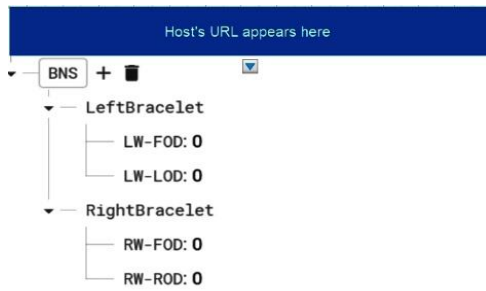 Host's URL appears here
BNS +
LeftBracelet
LW-FOD: 0
LW-LOD: 0
RightBracelet
RW-FOD: 0
RW-ROD: 0